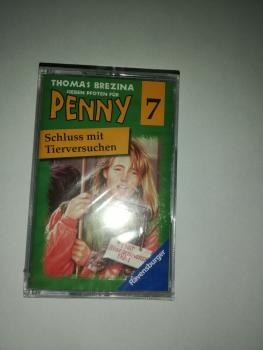 THOMAS BREZINA
SIEBEN PFOTEN FÜR
PENNY
7
Schluss mit
Tierversuchen
Ravensburger